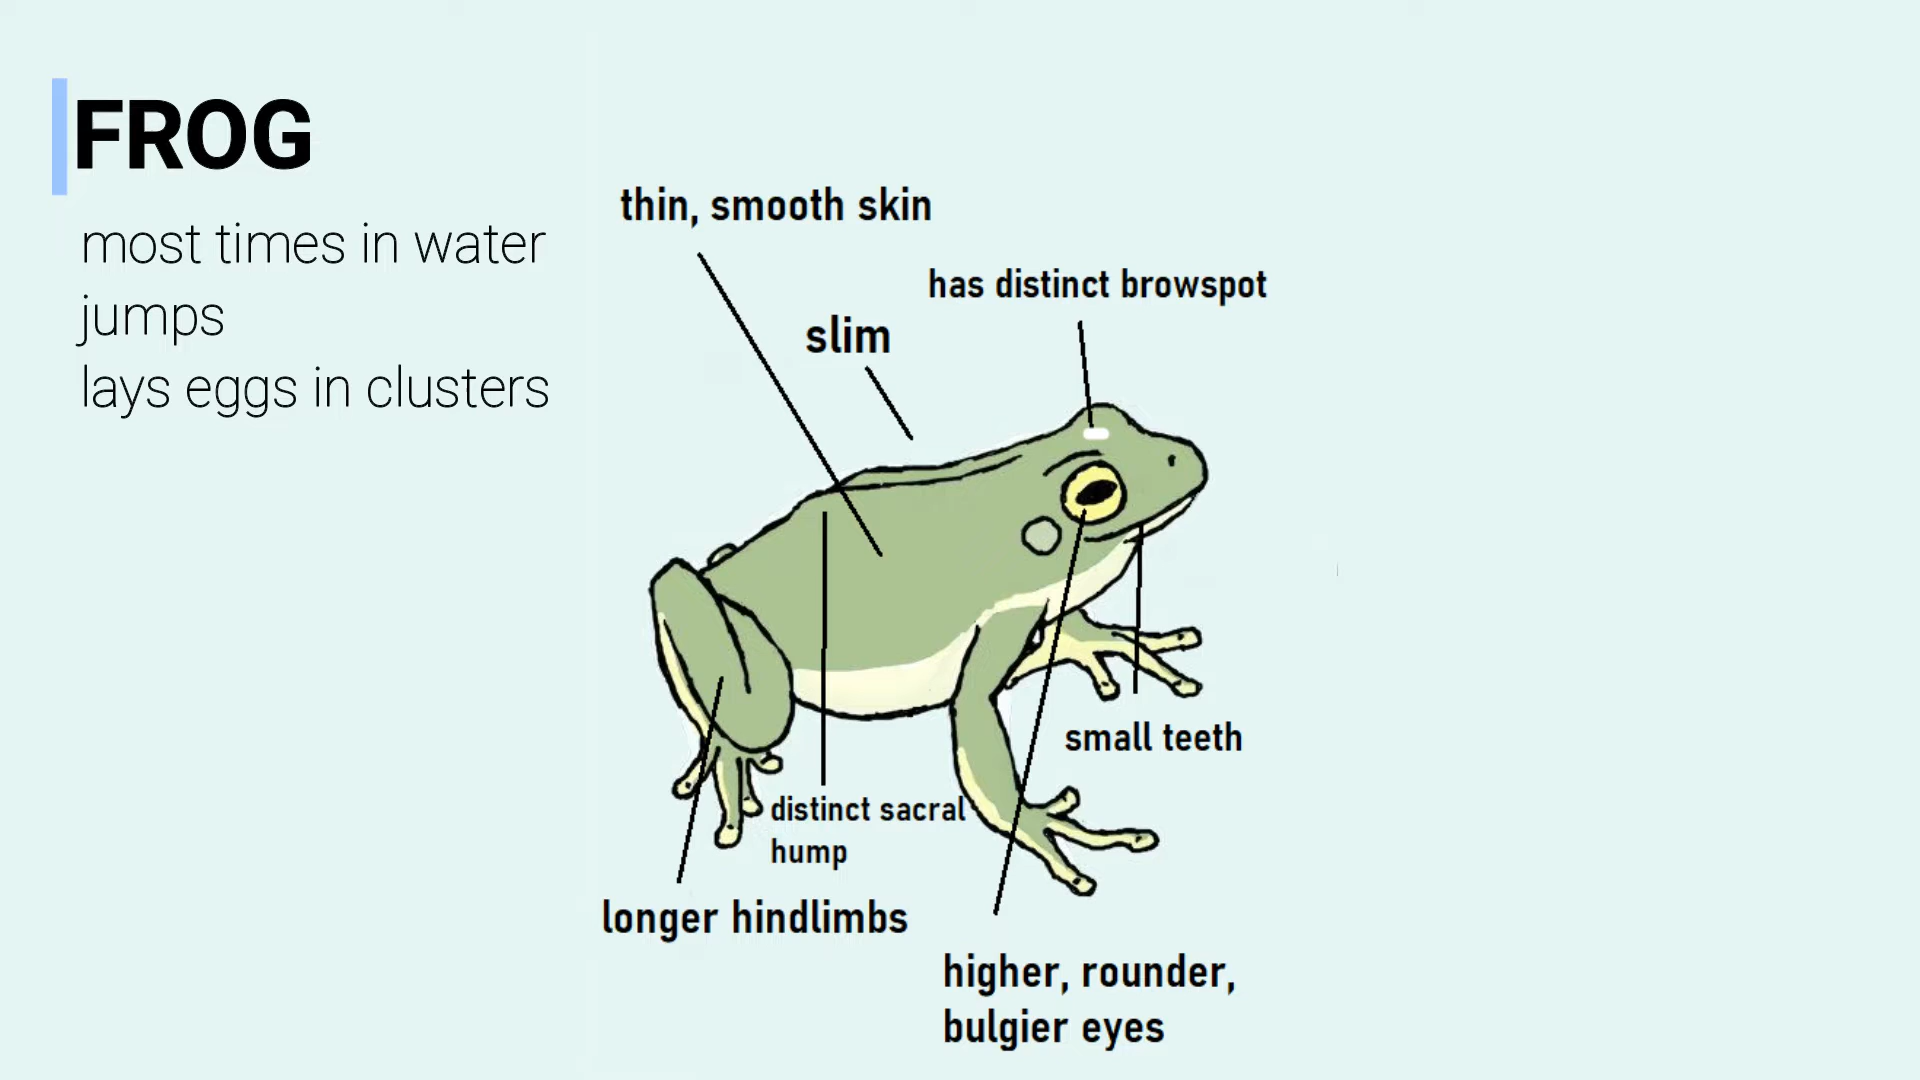 FROG
most times in water
jumps
lays eggs in clusters
thin, smooth skin
has distinct browspot
slim
small teeth
distinct sacral
hump
longer hindlimbs
higher, rounder,
bulgier eyes